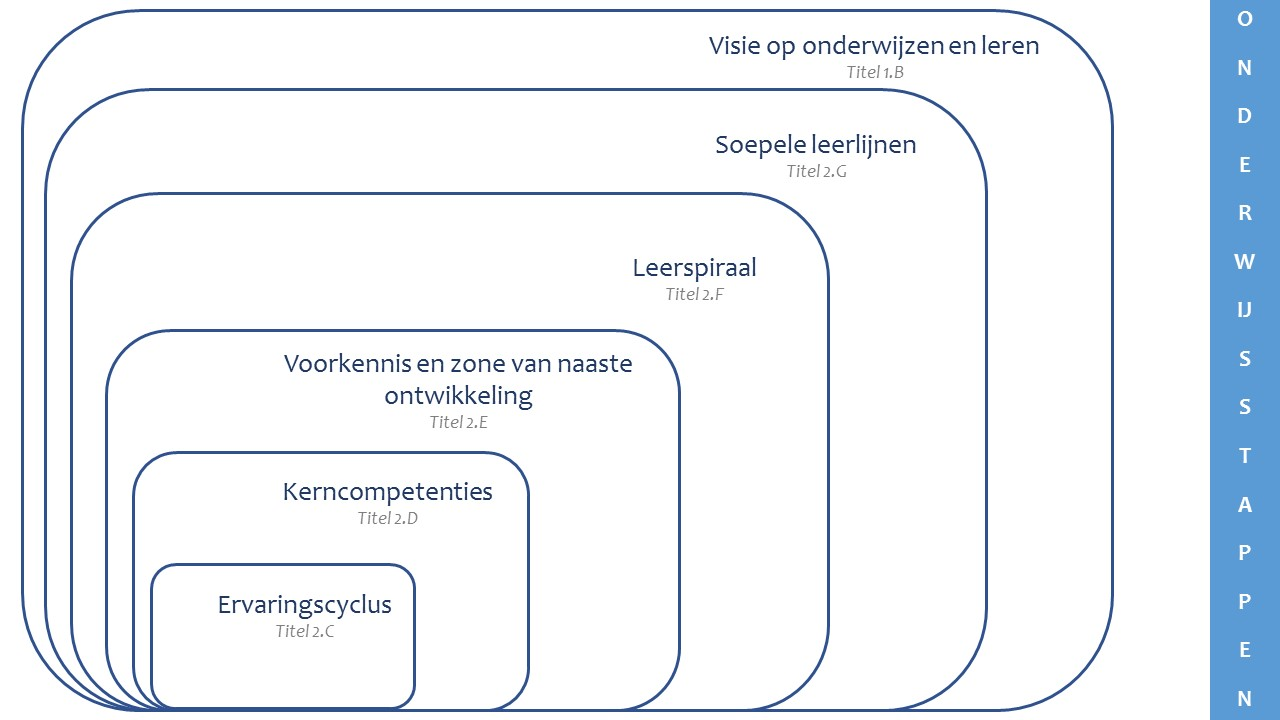 Visie op onderwijzen en leren
Titel 1.B
Soepele leerlijnen
Titel 2.G
Leerspiraal
Titel 2.F
Voorkennis en zone van naaste
ontwikkeling
Titel 2.E
Kerncompetenties
Titel 2.D
Ervaringscyclus
Titel 2.C
O
N
D
E
R
W
IJ
S
S
T
A
P
P
E
N